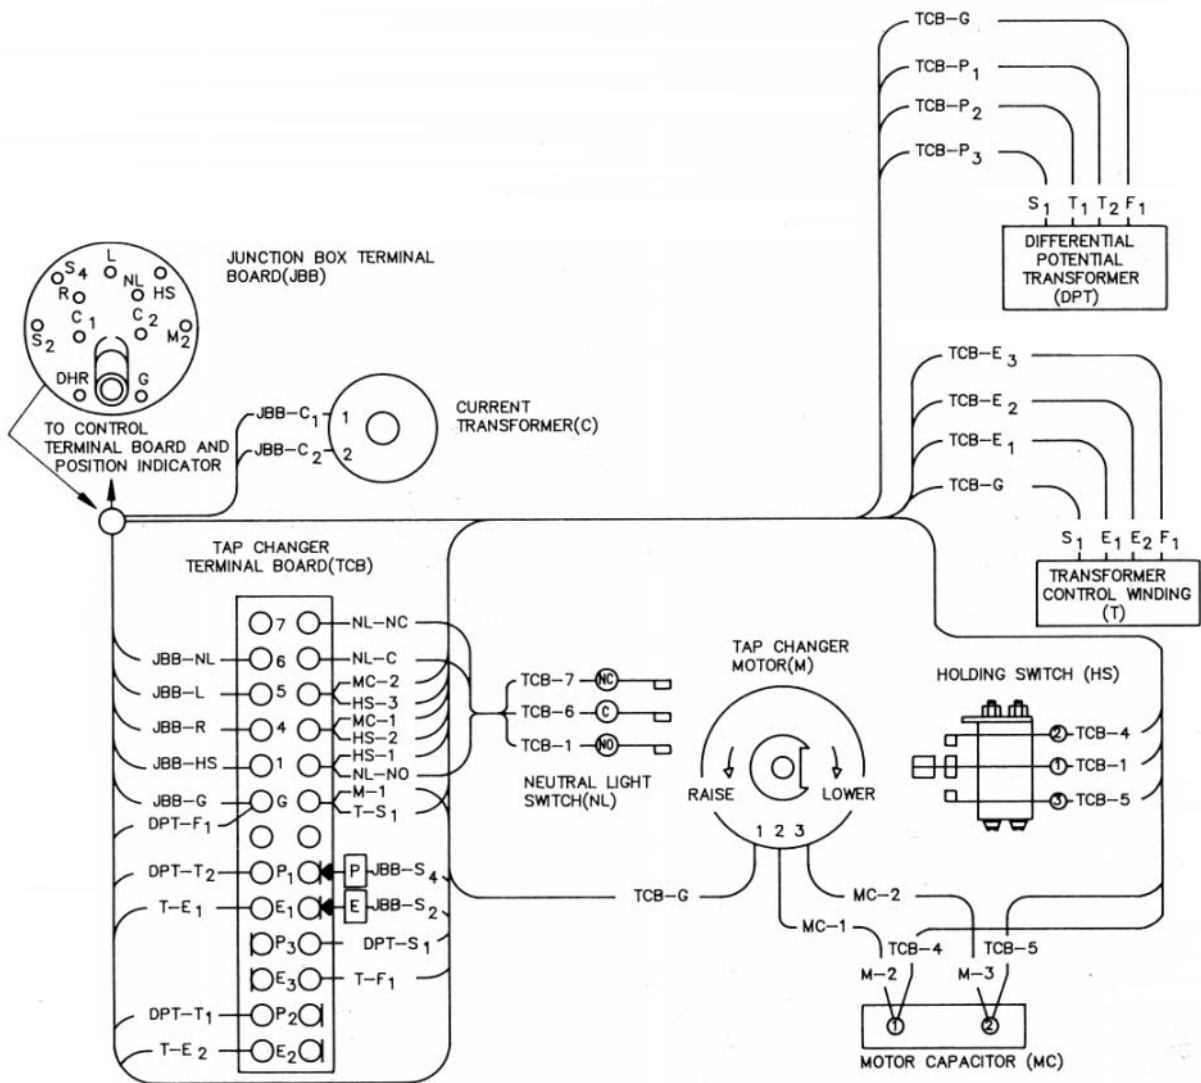 TCB-G
TCB-P1
TCB-P2
TCB-P3
S1 T1 T2 F1
DIFFERENTIAL
POTENTIAL
TRANSFORMER
(DPT)
JUNCTION BOX TERMINAL
BOARD(JBB)
L
S4
NL
HS
R
C1
C2
S2
M2
DHR
G
TO CONTROL
TERMINAL BOARD AND
POSITION INDICATOR
JBB-C1
1
JBB-C2
2
CURRENT
TRANSFORMER(C)
TCB-E3
TCB-E2
TCB-E1
TCB-G
S1 E1 E2 F1
TRANSFORMER
CONTROL WINDING
(T)
TAP CHANGER
TERMINAL BOARD(TCB)
7 NL-NC
JBB-NL 6 NL-C
JBB-L 5 MC-2
HS-3
JBB-R 4 MC-1
HS-2
JBB-HS 1 HS-1
NL-NO
JBB-G G M-1
T-S1
DPT-F1
DPT-T2 P1 P JBB-S4
T-E1 E1 E JBB-S2
P3 DPT-S1
E3 T-F1
DPT-T1 P2
T-E2 E2
TCB-7 NC
TCB-6 C
TCB-1 NO
NEUTRAL LIGHT
SWITCH(NL)
TAP CHANGER
MOTOR(M)
RAISE
LOWER
1 2 3
HOLDING SWITCH (HS)
2 TCB-4
1 TCB-1
3 TCB-5
TCB-G
MC-2
MC-1
TCB-4
TCB-5
M-2
M-3
1
2
MOTOR CAPACITOR (MC)